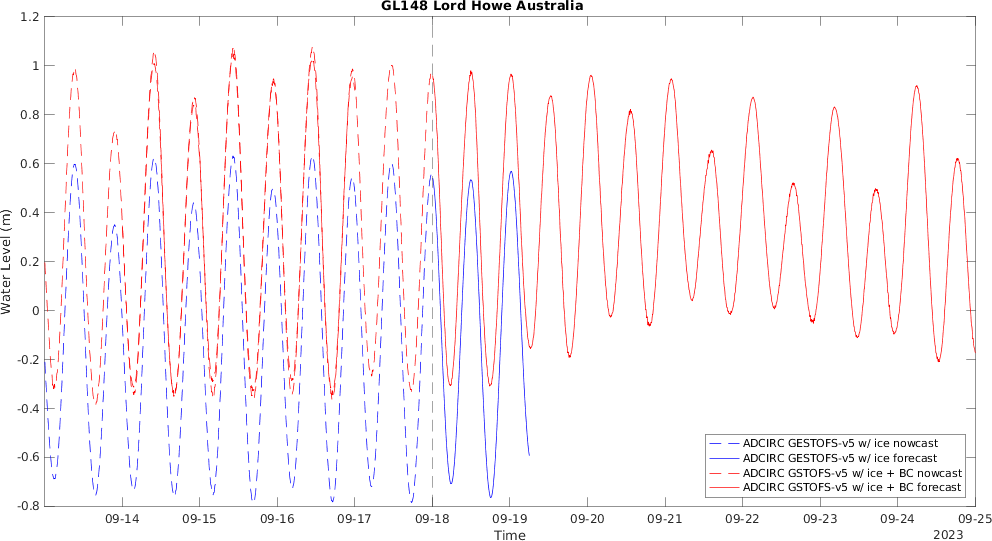 GL148 Lord Howe Australia
1.2
1
0.8
0.6
0.4
0.2
0
-0.2
-0.4
-0.6
-0.8
Water Level (m)
ADCIRC GESTOFS-v5 w/ ice nowcast
ADCIRC GESTOFS-v5 w/ ice forecast
ADCIRC GSTOFS-v5 w/ ice + BC nowcast
ADCIRC GSTOFS-v5 w/ ice + BC forecast
09-14 09-15 09-16 09-17 09-18 09-19 09-20 09-21 09-22 09-23 09-24 09-25
Time
2023